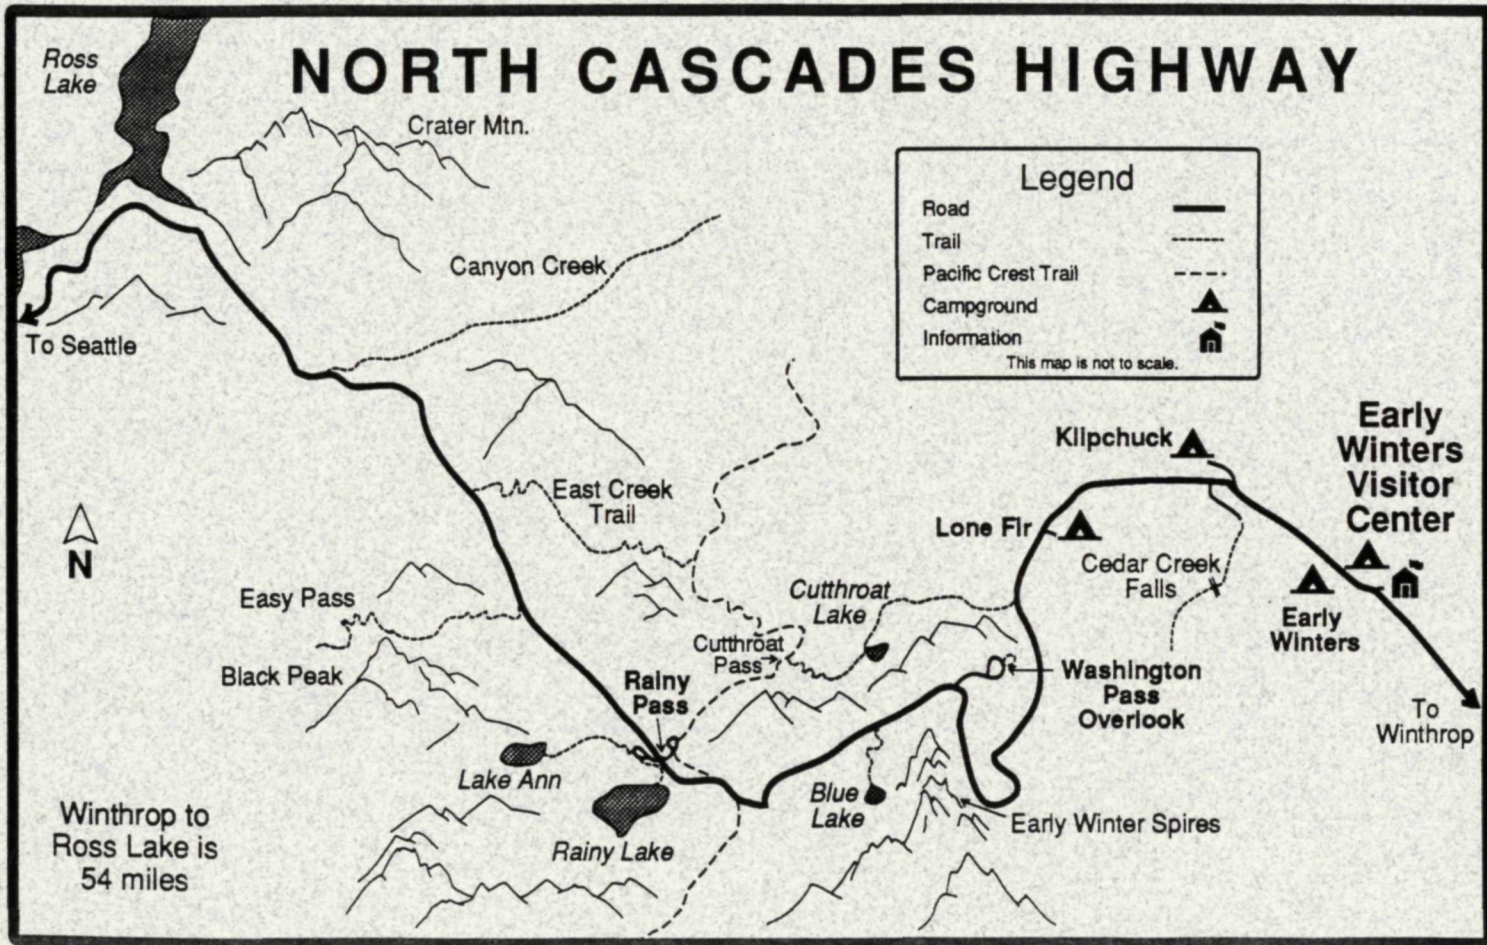 NORTH CASCADES HIGHWAY
Ross
Lake
Crater Mtn.
Legend
Road
Trail
Pacific Crest Trail
Campground
Information
This map is not to scale.
Canyon Creek
To Seattle
Early
Winters
Visitor
Center
Klipchuck
East Creek
Trail
Lone Fir
N
Cedar Creek
Falls
Easy Pass
Cutthroat
Lake
Early
Winters
Cutthroat
Pass
Black Peak
Rainy
Pass
Washington
Pass
Overlook
To
Winthrop
Lake Ann
Blue
Lake
Early Winter Spires
Rainy Lake
Winthrop to
Ross Lake is
54 miles